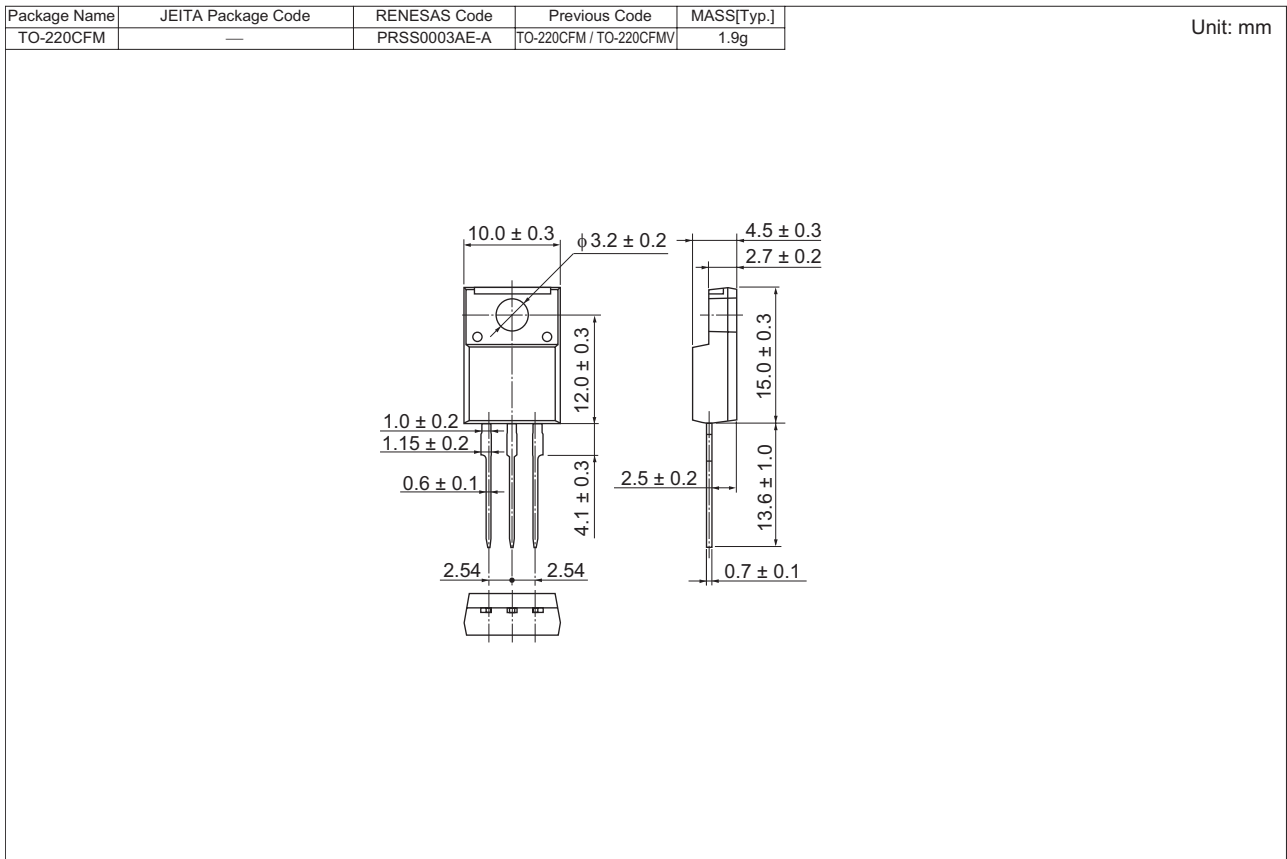 Package Name JEITA Package Code RENESAS Code Previous Code MASS[Typ.]
TO-220CFM — PRSS0003AE-A TO-220CFM / TO-220CFMV 1.9g
Unit: mm
10.0 ± 0.3
ϕ 3.2 ± 0.2
4.5 ± 0.3
2.7 ± 0.2
12.0 ± 0.3
15.0 ± 0.3
1.0 ± 0.2
1.15 ± 0.2
0.6 ± 0.1
4.1 ± 0.3
2.5 ± 0.2
13.6 ± 1.0
2.54 2.54
0.7 ± 0.1